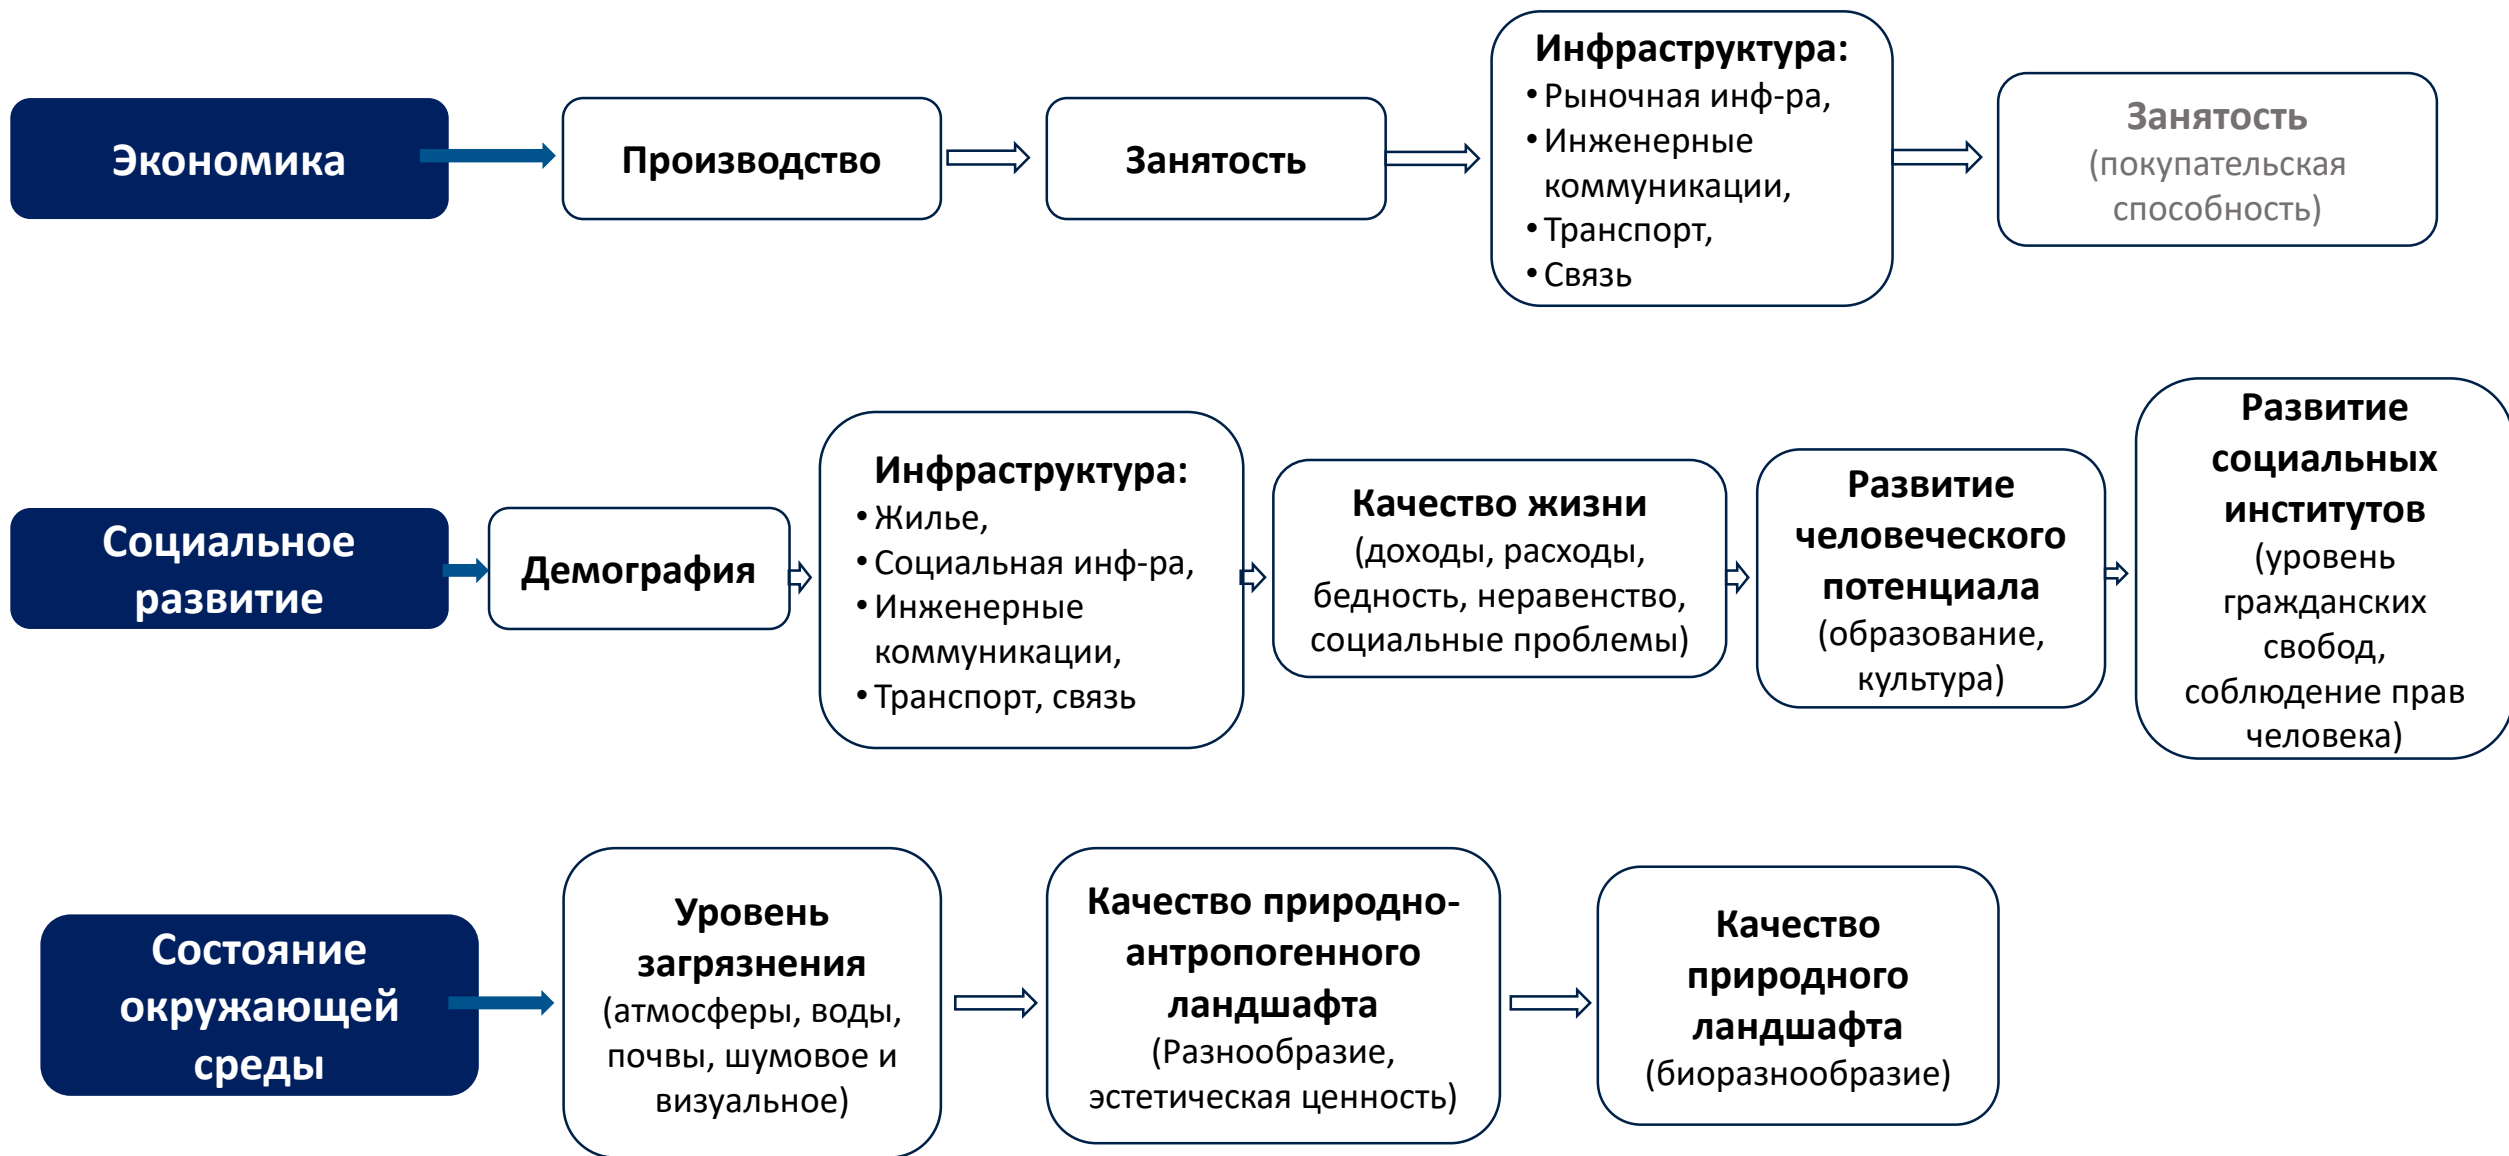 Экономика
Производство
Занятость
Инфраструктура:
• Рыночная инф-ра,
• Инженерные
коммуникации,
• Транспорт,
• Связь
Занятость
(покупательская
способность)
Социальное
развитие
Демография
Инфраструктура:
• Жилье,
• Социальная инф-ра,
• Инженерные
коммуникации,
• Транспорт, связь
Качество жизни
(доходы, расходы,
бедность, неравенство,
социальные проблемы)
Развитие
человеческого
потенциала
(образование,
культура)
Развитие
социальных
институтов
(уровень
гражданских
свобод,
соблюдение прав
человека)
Состояние
окружающей
среды
Уровень
загрязнения
(атмосферы, воды,
почвы, шумовое и
визуальное)
Качество природно-
антропогенного
ландшафта
(Разнообразие,
эстетическая ценность)
Качество
природного
ландшафта
(биоразнообразие)